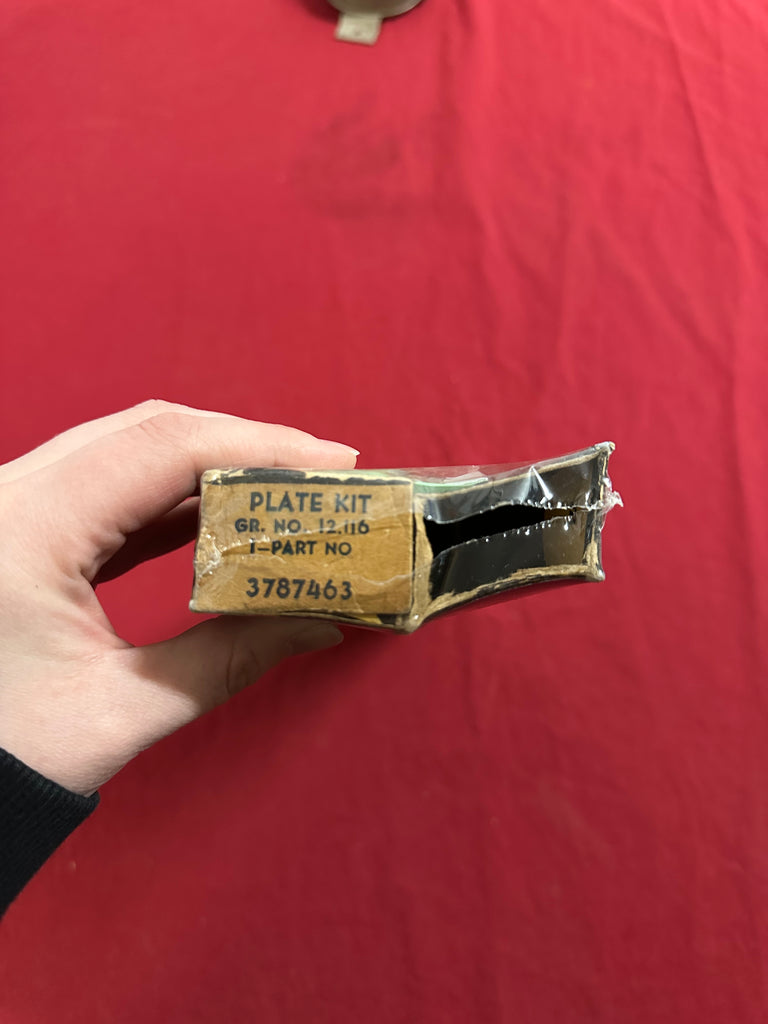 PLATE KIT
GR. NO. 12.116
1-PART NO
3787463